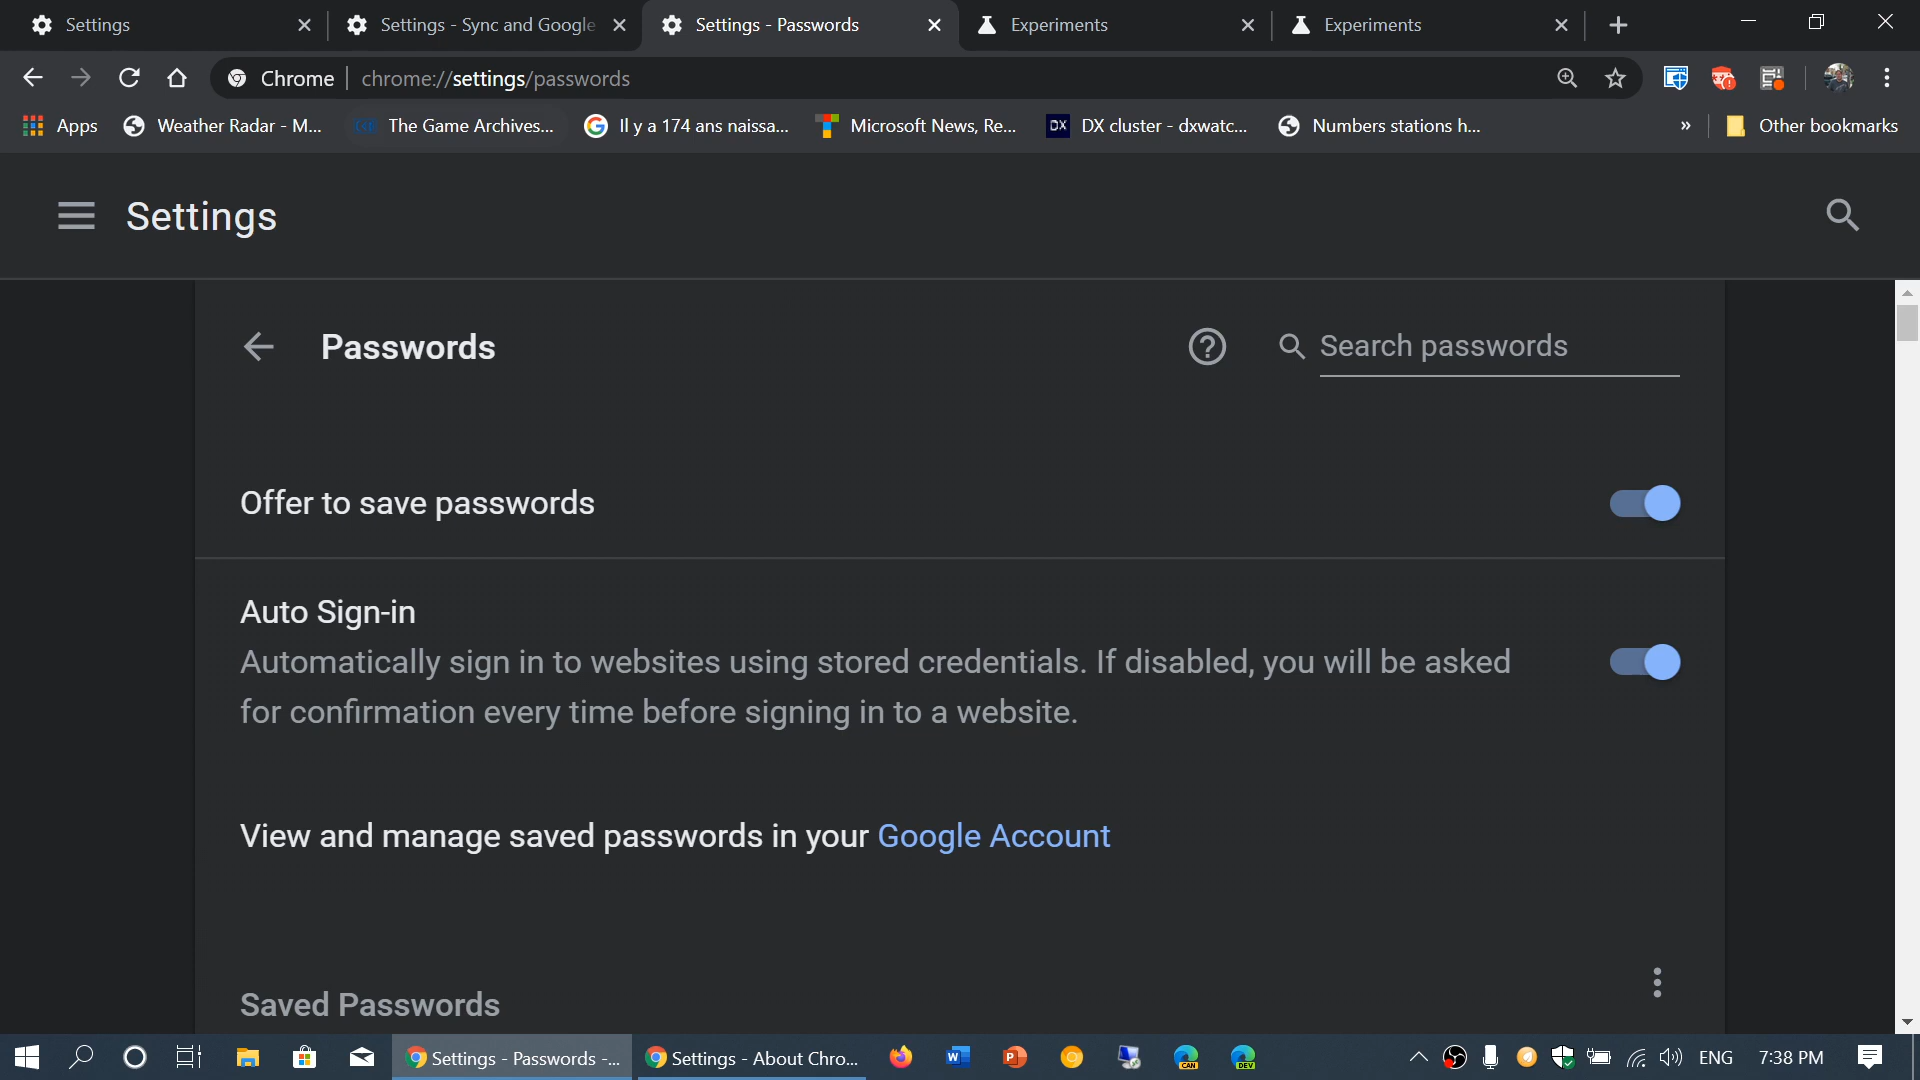 Settings
Settings - Sync and Google
Settings - Passwords
Experiments
Experiments
Chrome
chrome://settings/passwords
Apps
Weather Radar - M...
The Game Archives...
Il y a 174 ans naissa...
Microsoft News, Re...
DX
DX cluster - dxwatc...
Numbers stations h...
»
Other bookmarks
Settings
Passwords
Search passwords
Offer to save passwords
Auto Sign-in
Automatically sign in to websites using stored credentials. If disabled, you will be asked
for confirmation every time before signing in to a website.
View and manage saved passwords in your Google Account
Saved Passwords
Settings - Passwords -...
Settings - About Chro...
W
P
CAN
DEV
ENG
7:38 PM